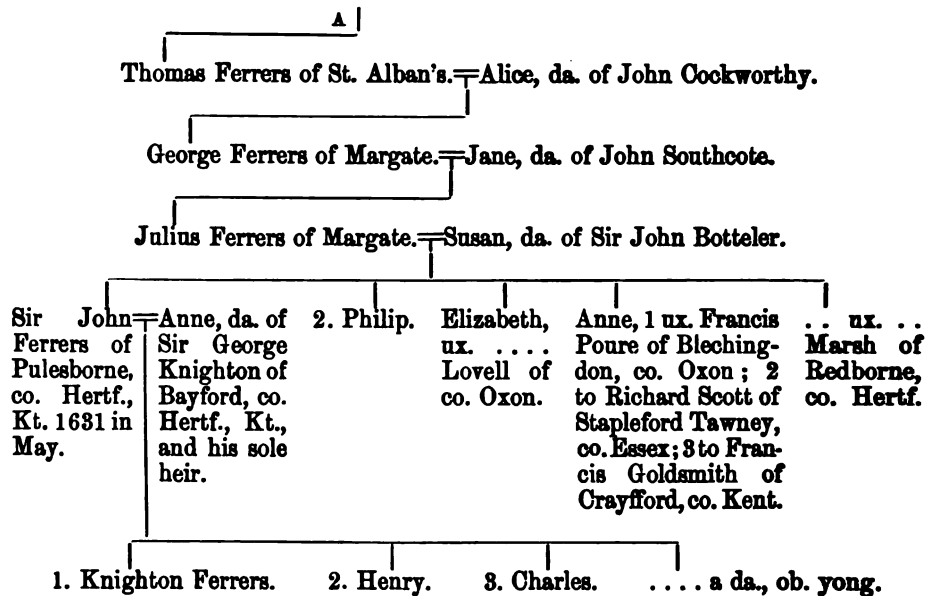 A
Thomas Ferrers of St. Alban's.=Alice, da. of John Cockworthy.
George Ferrers of Margate.=Jane, da. of John Southcote.
Julius Ferrers of Margate.=Susan, da. of Sir John Botteler.
Sir John=
Ferrers of
Pulesborne,
co. Hertf.,
Kt. 1631 in
May.
Anne, da. of
Sir George
Knighton of
Bayford, co.
Hertf., Kt.,
and his sole
heir.
2. Philip.
Elizabeth,
ux. ....
Lovell of
co. Oxon.
Anne, 1 ux. Francis
Poure of Bleching-
don, co. Oxon; 2
to Richard Scott of
Stapleford Tawney,
co. Essex; 3 to Fran-
cis Goldsmith of
Crayfford, co. Kent.
.. ux. ..
Marsh of
Redborne,
co. Hertf.
1. Knighton Ferrers. 2. Henry. 3. Charles. .... a da., ob. yong.